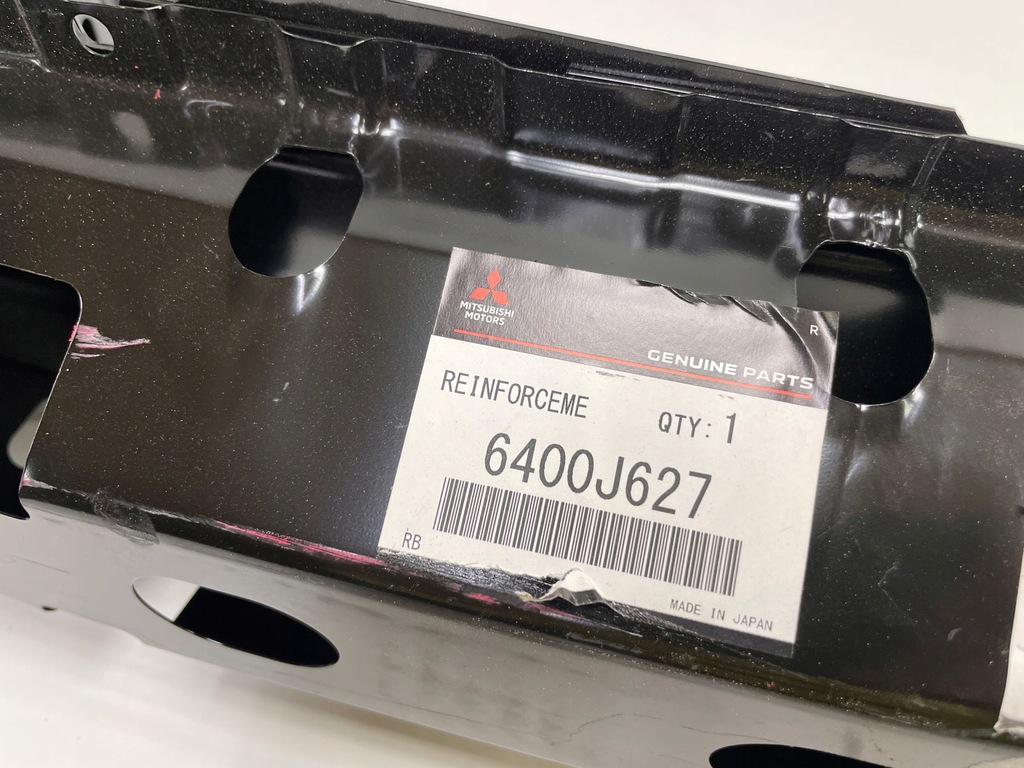 MITSUBISHI
MOTORS
R
GENUINE PARTS
REINFORCEME
QTY: 1
6400J627
RB
MADE IN JAPAN